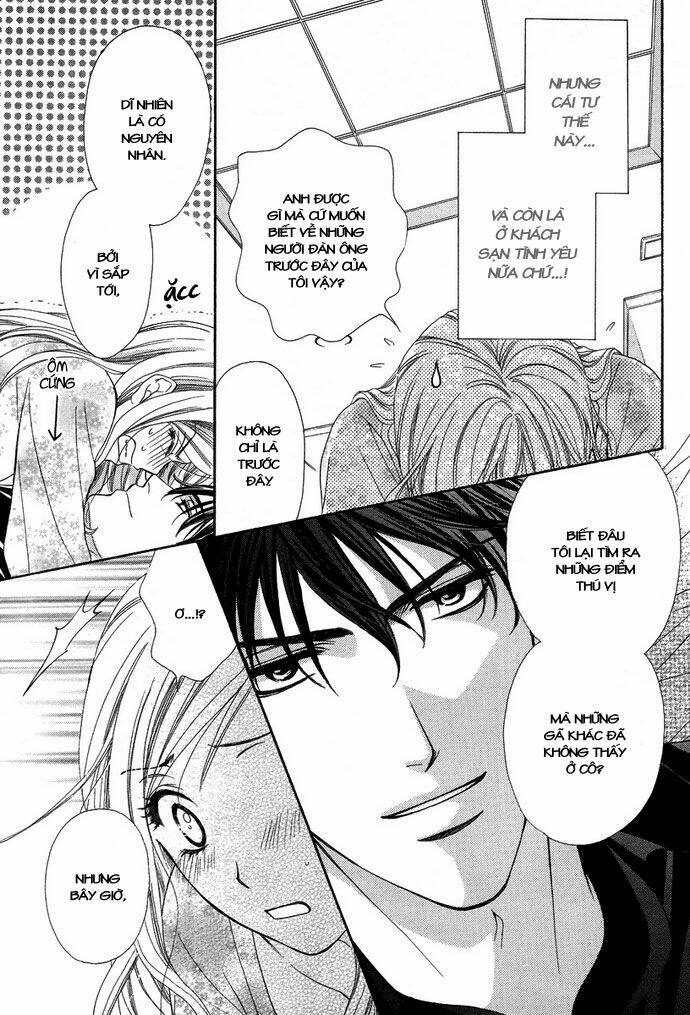 NHƯNG
CÁI TƯ
THẾ
NÀY...
VÀ CÒN LÀ
Ở KHÁCH
SẠN TÌNH YÊU
NỮA CHỨ...!
ANH ĐƯỢC
GÌ MÀ CỨ MUỐN
BIẾT VỀ NHỮNG
NGƯỜI ĐÀN ÔNG
TRƯỚC ĐÂY CỦA
TÔI VẬY?
KHÔNG
CHỈ LÀ
TRƯỚC
ĐÂY
DĨ NHIÊN
LÀ CÓ
NGUYÊN
NHÂN.
BỞI
VÌ SẮP
TỚI,
ẶCC
ÔM
CỨNG
BIẾT ĐÂU
TÔI LẠI TÌM RA
NHỮNG ĐIỂM
THÚ VỊ
MÀ NHỮNG
GÃ KHÁC ĐÃ
KHÔNG THẤY
Ở CÔ?
Ơ...!?
NHƯNG
BÂY GIỜ,